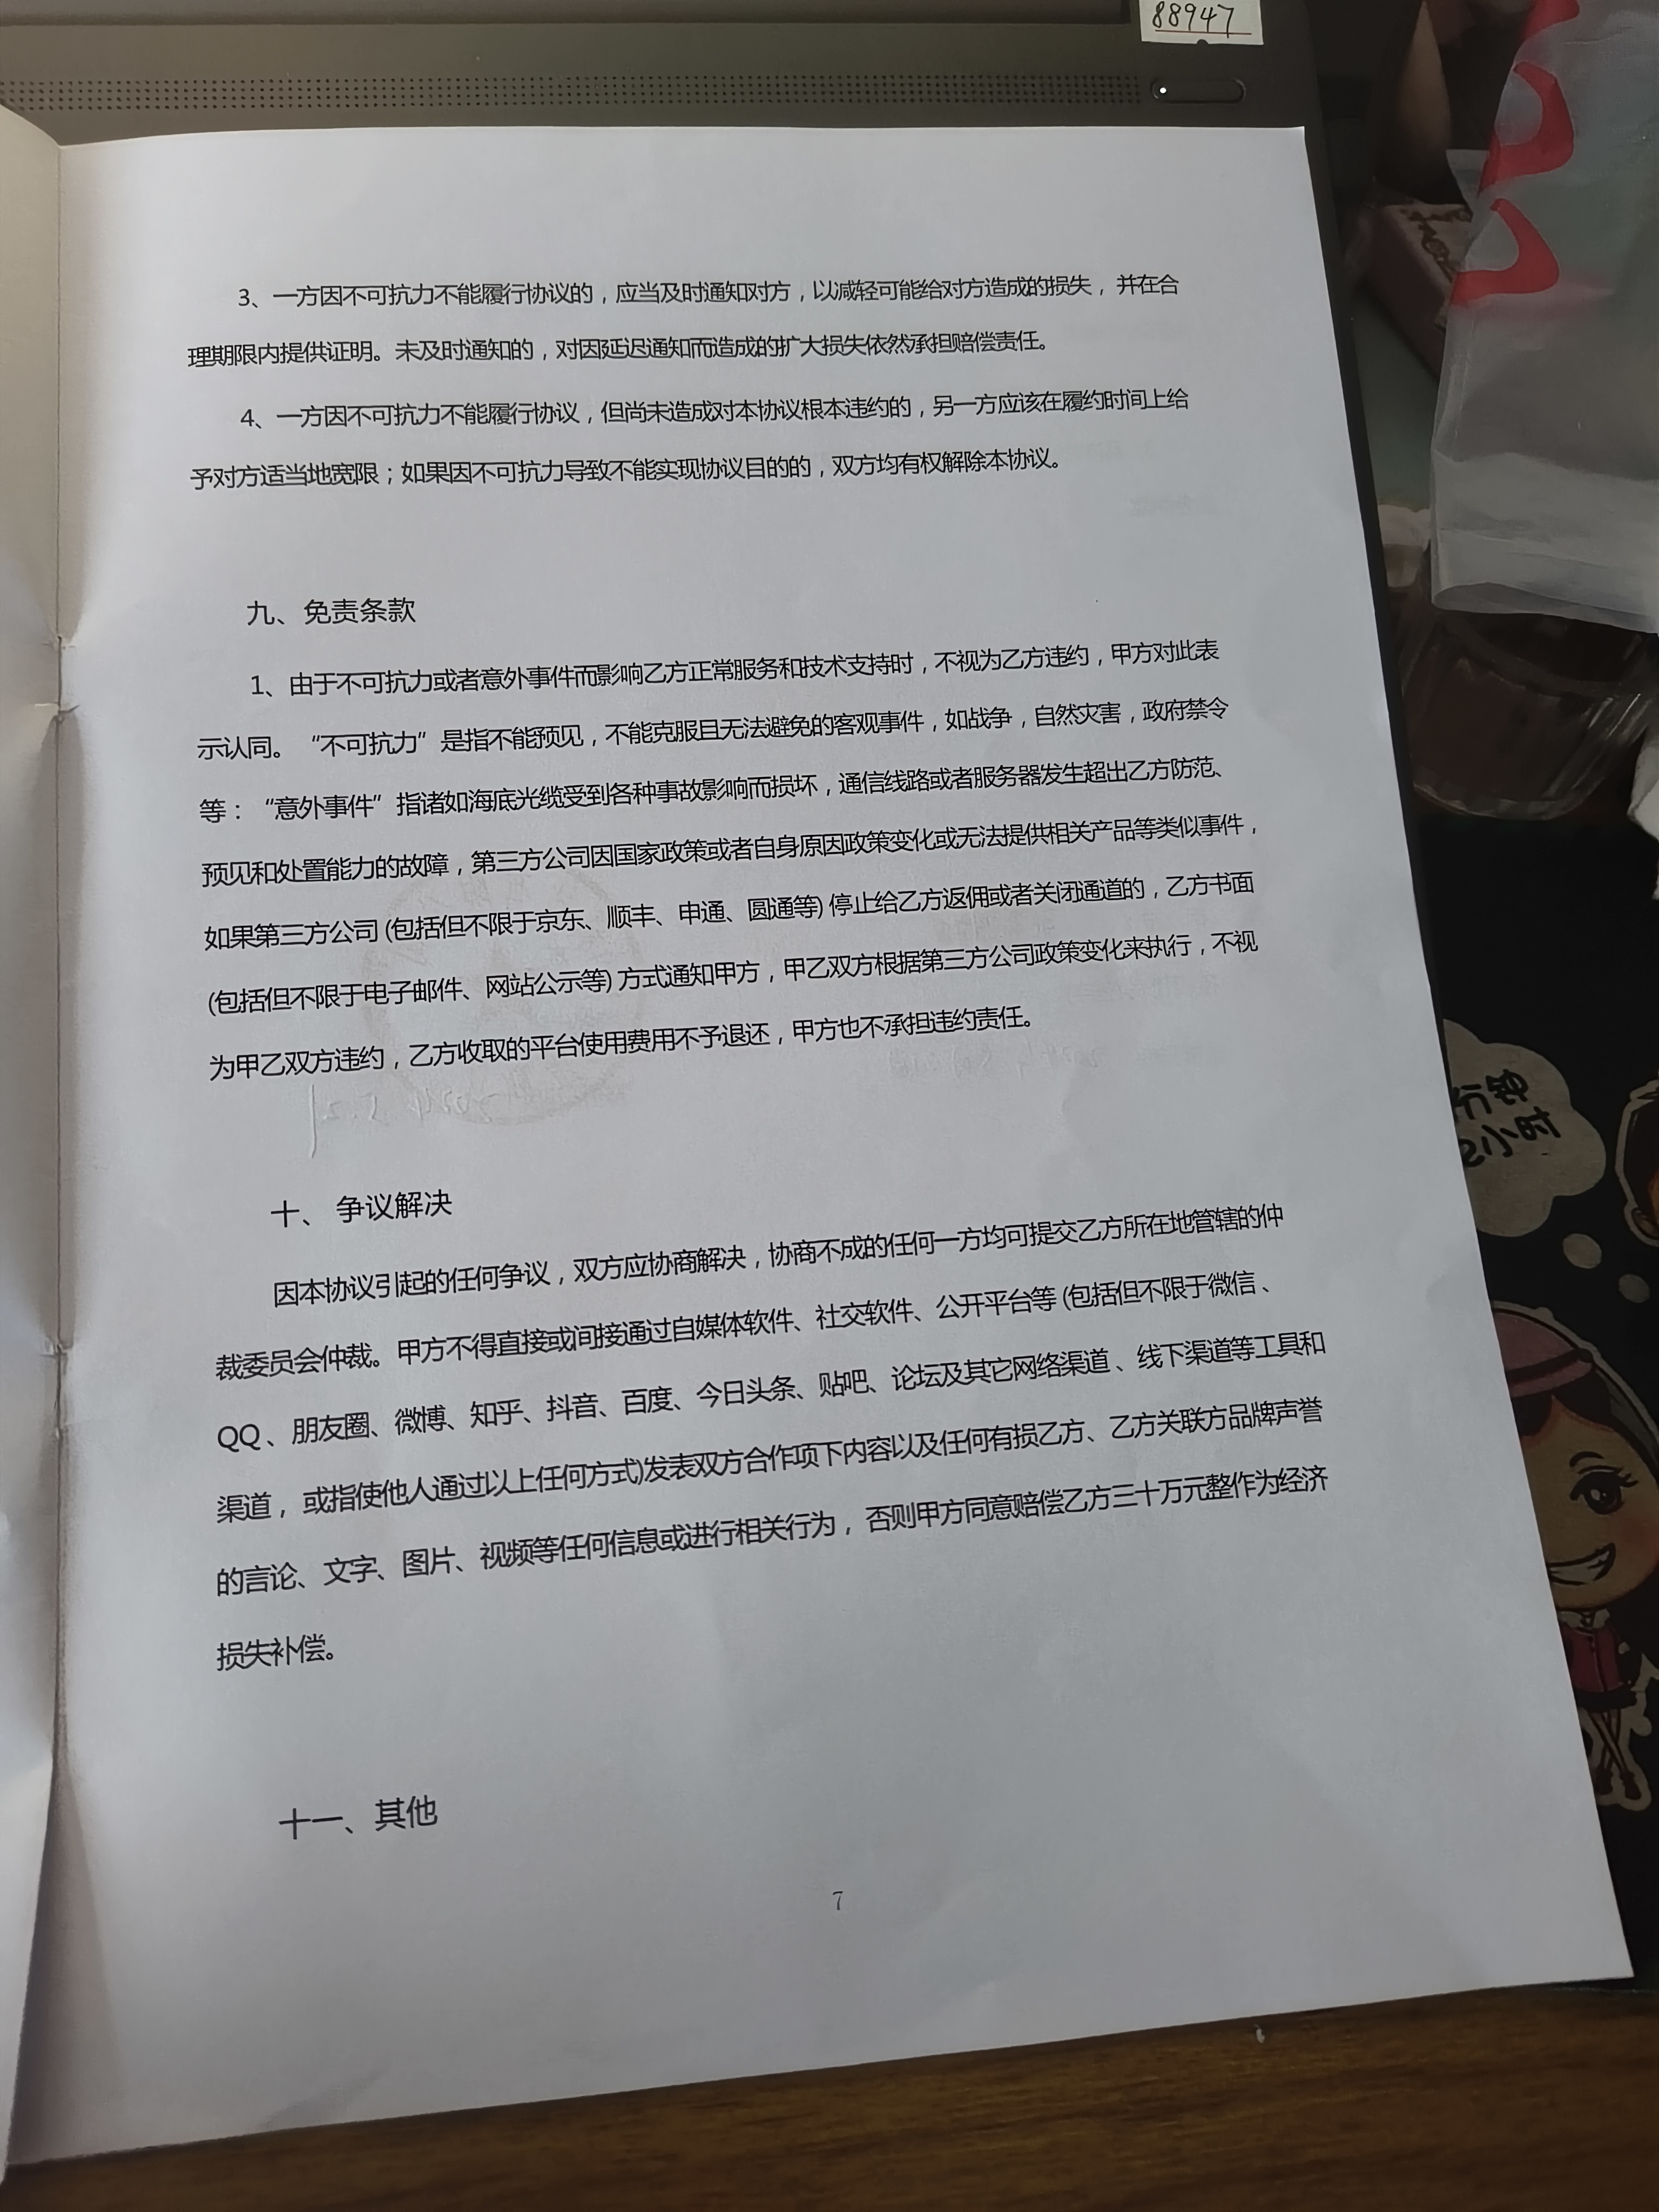 88947
3、一方因不可抗力不能履行协议的，应当及时通知对方，以减轻可能给对方造成的损失，并在合
理期限内提供证明。未及时通知的，对因延迟通知而造成的扩大损失依然承担赔偿责任。
4、一方因不可抗力不能履行协议，但尚未造成对本协议根本违约的，另一方应该在履约时间上给
予对方适当地宽限；如果因不可抗力导致不能实现协议目的的，双方均有权解除本协议。
九、免责条款
1、由于不可抗力或者意外事件而影响乙方正常服务和技术支持时，不视为乙方违约，甲方对此表
示认同。“不可抗力”是指不能预见，不能克服且无法避免的客观事件，如战争，自然灾害，政府禁令
等：“意外事件”指诸如海底光缆受到各种事故影响而损坏，通信线路或者服务器发生超出乙方防范、
预见和处置能力的故障，第三方公司因国家政策或者自身原因政策变化或无法提供相关产品等类似事件，
如果第三方公司(包括但不限于京东、顺丰、申通、圆通等)停止给乙方返佣或者关闭通道的，乙方书面
(包括但不限于电子邮件、网站公示等)方式通知甲方，甲乙双方根据第三方公司政策变化来执行，不视
为甲乙双方违约，乙方收取的平台使用费用不予退还，甲方也不承担违约责任。
十、争议解决
因本协议引起的任何争议，双方应协商解决，协商不成的任何一方均可提交乙方所在地管辖的仲
裁委员会仲裁。甲方不得直接或间接通过自媒体软件、社交软件、公开平台等(包括但不限于微信、
QQ、朋友圈、微博、知乎、抖音、百度、今日头条、贴吧、论坛及其它网络渠道、线下渠道等工具和
渠道，或指使他人通过以上任何方式)发表双方合作项下内容以及任何有损乙方、乙方关联方品牌声誉
的言论、文字、图片、视频等任何信息或进行相关行为，否则甲方同意赔偿乙方三十万元整作为经济
损失补偿。
十一、其他
7
分钟
小时